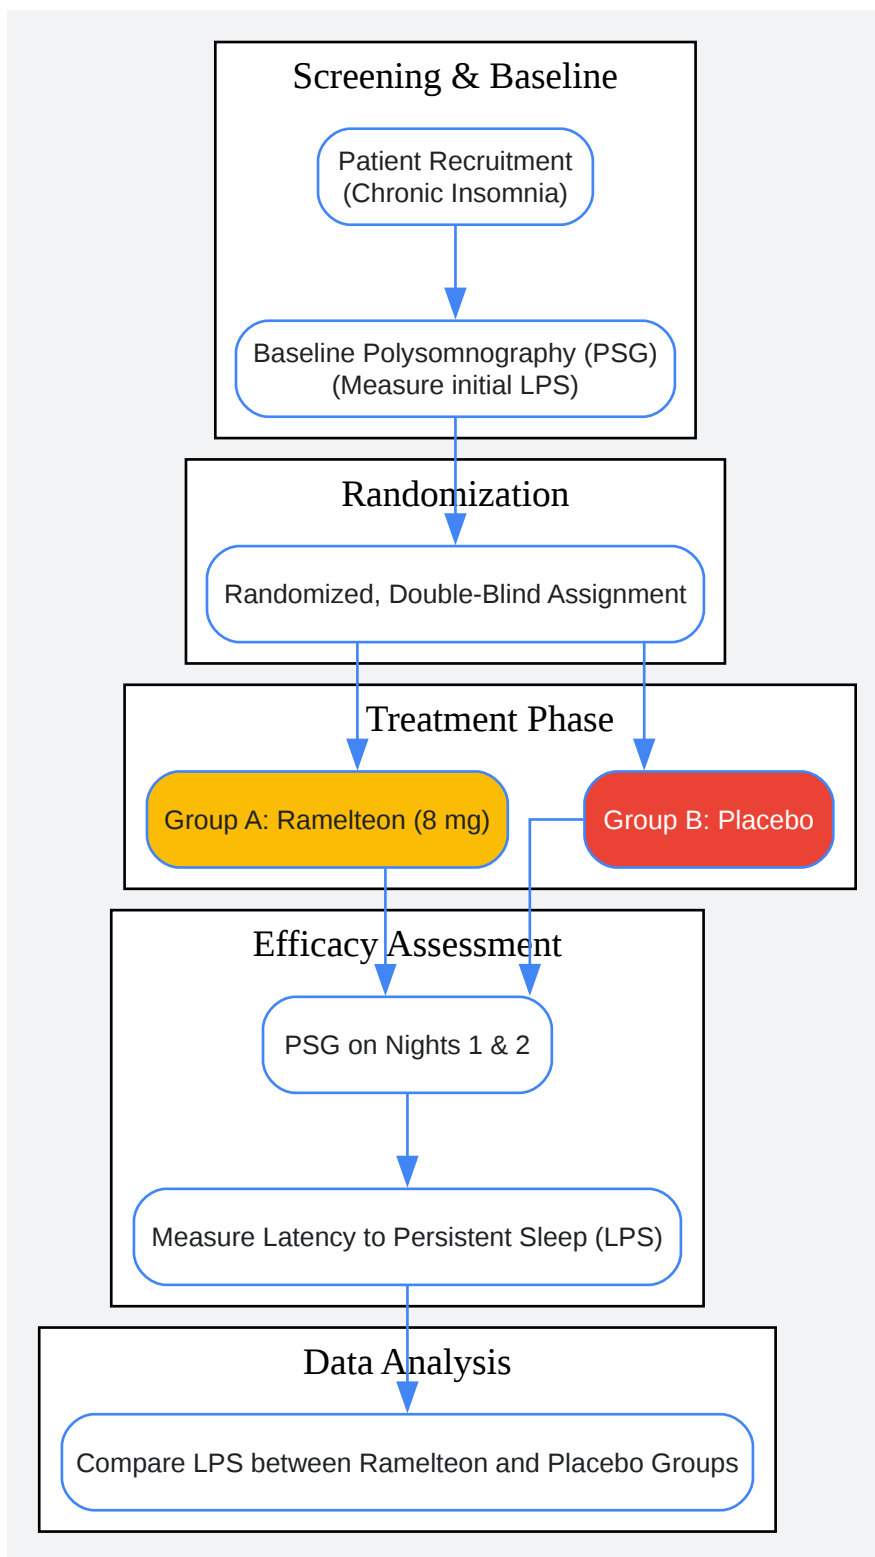 Screening & Baseline
Patient Recruitment
(Chronic Insomnia)
Baseline Polysomnography (PSG)
(Measure initial LPS)
Randomization
Randomized, Double-Blind Assignment
Treatment Phase
Group A: Ramelteon (8 mg)
Group B: Placebo
Efficacy Assessment
PSG on Nights 1 & 2
Measure Latency to Persistent Sleep (LPS)
Data Analysis
Compare LPS between Ramelteon and Placebo Groups